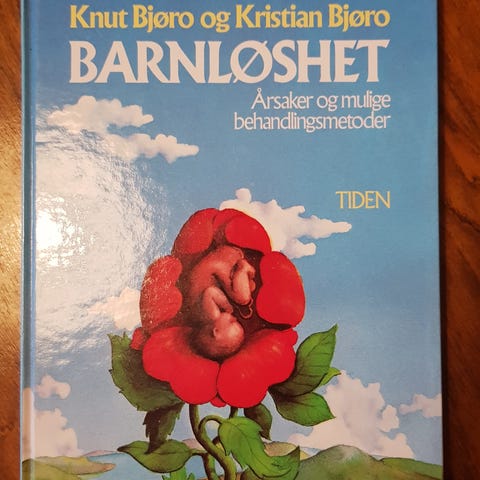 Knut Bjøro og Kristian Bjøro
BARNLØSHET
Årsaker og mulige
behandlingsmetoder
TIDEN